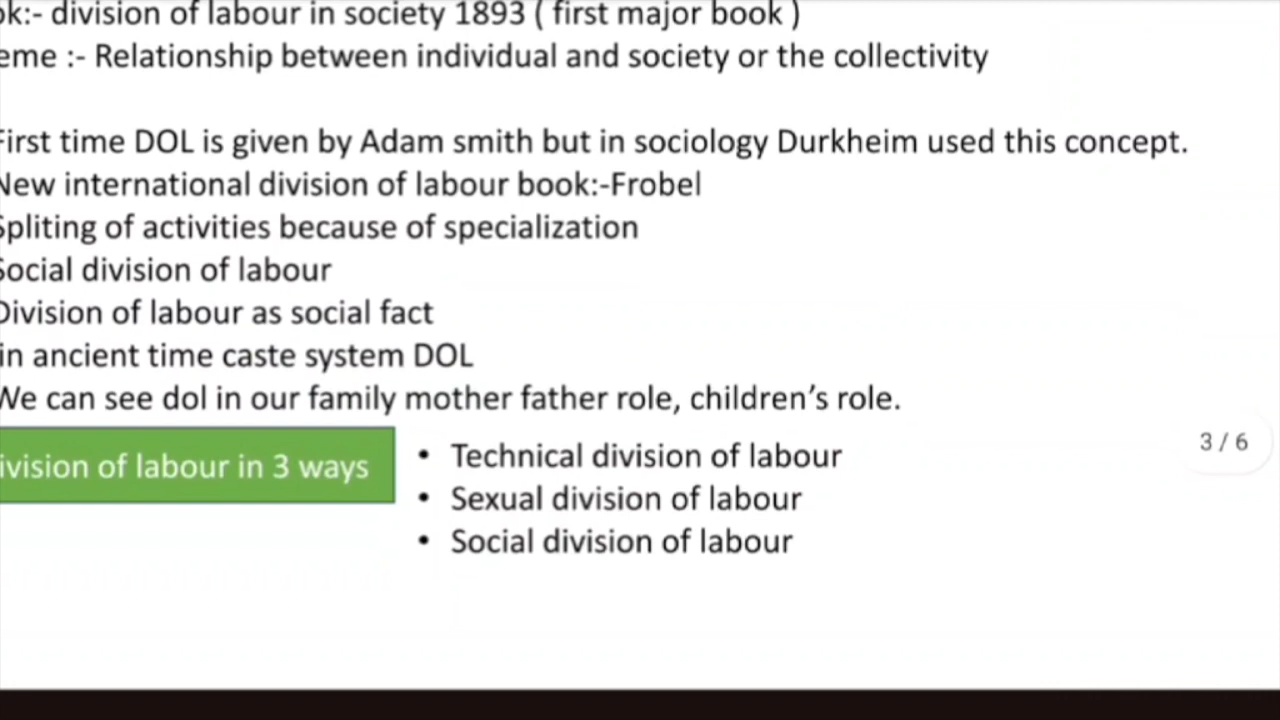 ok:- division of labour in society 1893 ( first major book )
eme :- Relationship between individual and society or the collectivity
First time DOL is given by Adam smith but in sociology Durkheim used this concept.
New international division of labour book:-Frobel
Spliting of activities because of specialization
Social division of labour
Division of labour as social fact
in ancient time caste system DOL
We can see dol in our family mother father role, children’s role.
ivision of labour in 3 ways
• Technical division of labour
• Sexual division of labour
• Social division of labour
3 / 6